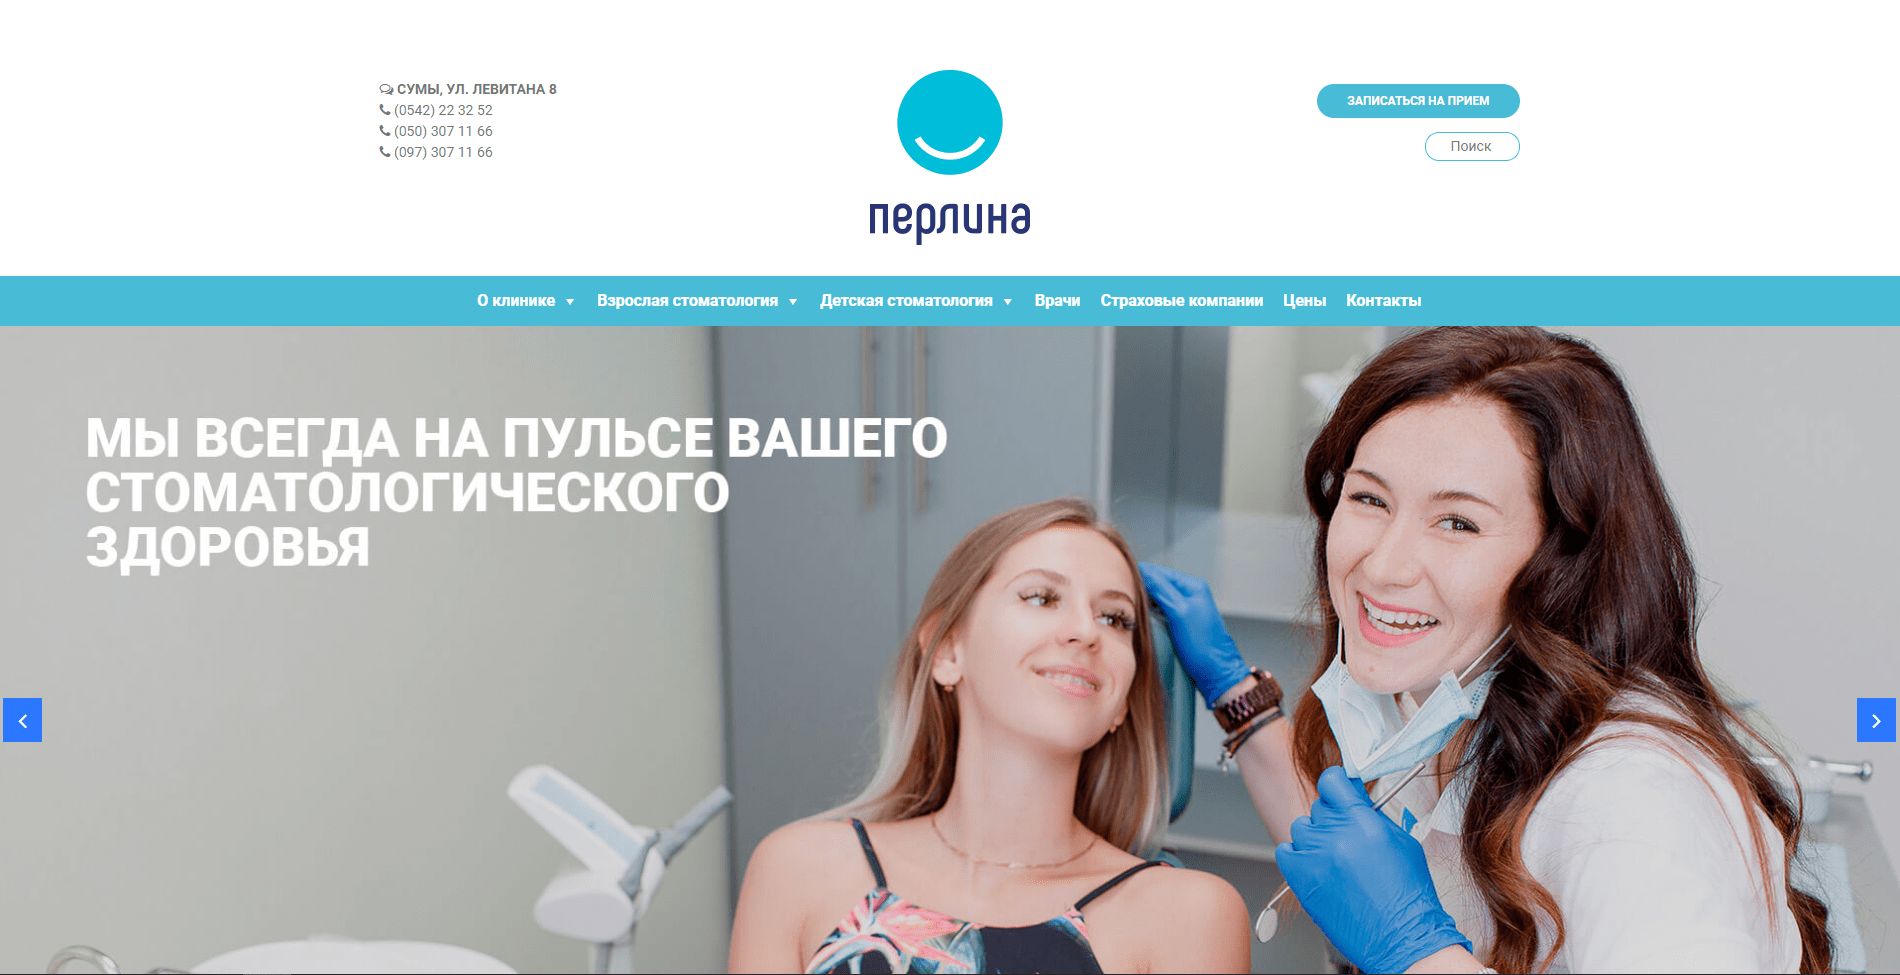 СУМЫ, УЛ. ЛЕВИТАНА 8
(0542) 22 32 52
(050) 307 11 66
(097) 307 11 66
перлина
ЗАПИСАТЬСЯ НА ПРИЕМ
Поиск
О клинике Взрослая стоматология Детская стоматология Врачи Страховые компании Цены Контакты
МЫ ВСЕГДА НА ПУЛЬСЕ ВАШЕГО
СТОМАТОЛОГИЧЕСКОГО
ЗДОРОВЬЯ